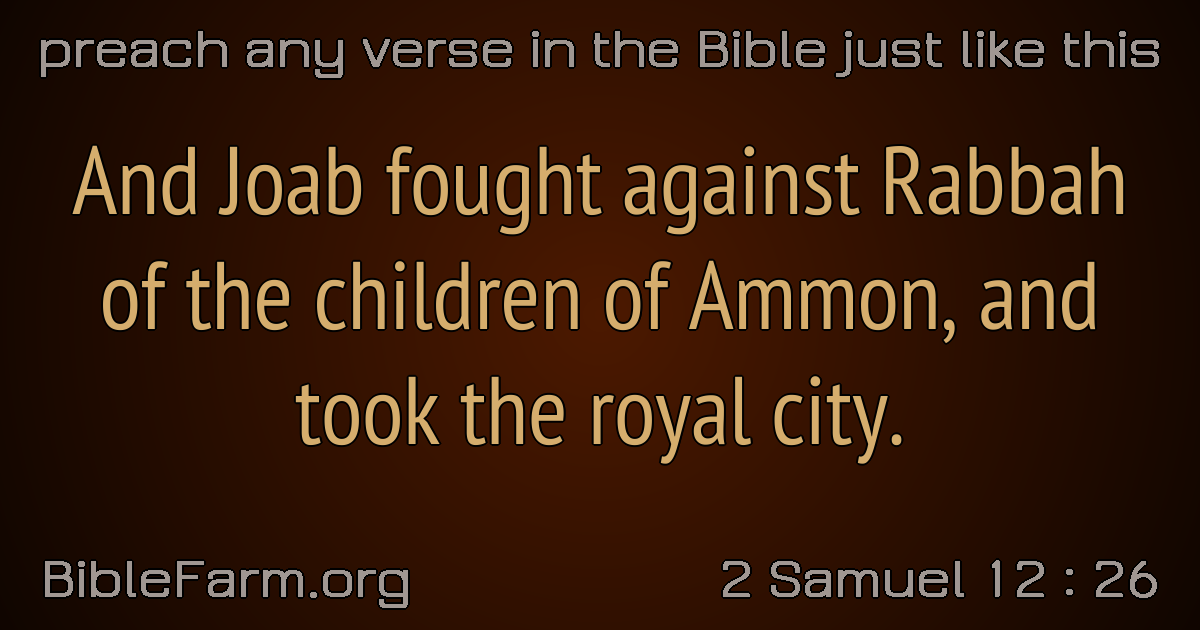 preach any verse in the Bible just like this
And Joab fought against Rabbah
of the children of Ammon, and
took the royal city.
BibleFarm.org
2 Samuel 12 : 26